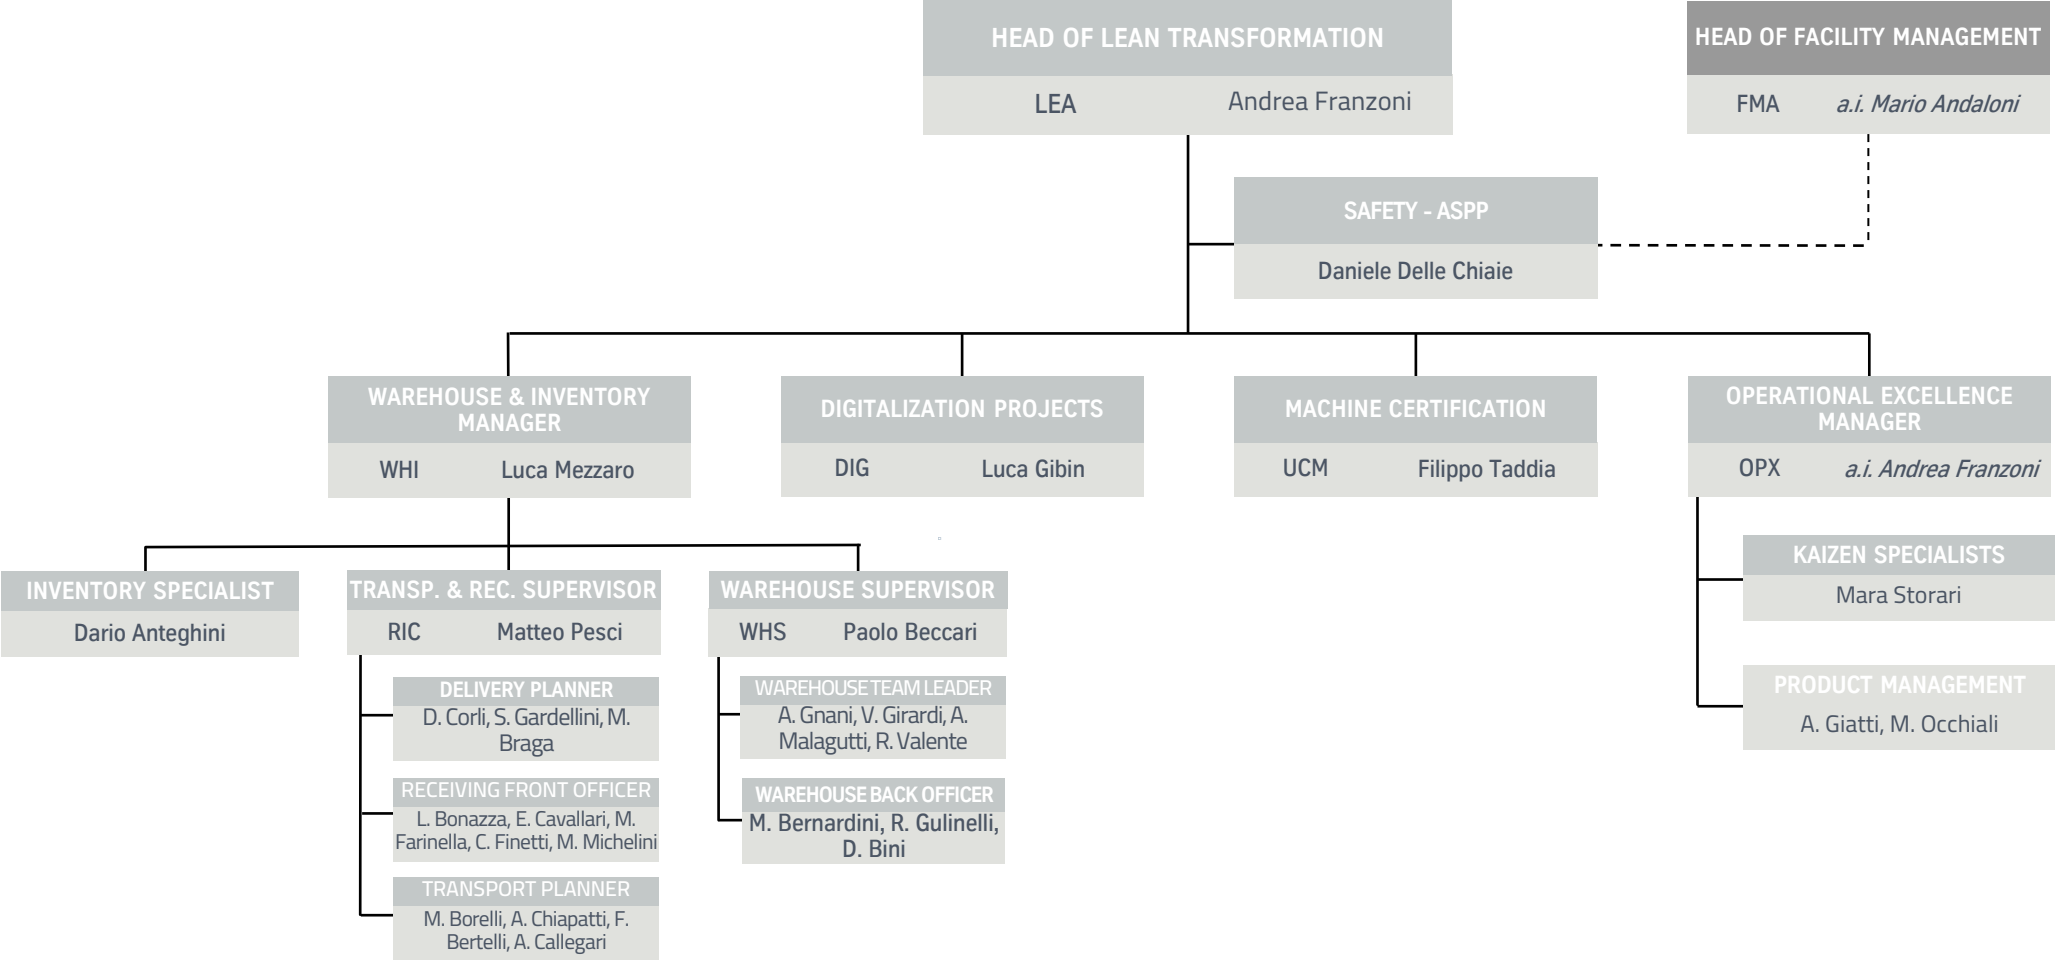 HEAD OF LEAN TRANSFORMATION
LEA Andrea Franzoni
HEAD OF FACILITY MANAGEMENT
FMA a.i. Mario Andaloni
SAFETY - ASPP
Daniele Delle Chiaie
WAREHOUSE & INVENTORY
MANAGER
WHI Luca Mezzaro
DIGITALIZATION PROJECTS
DIG Luca Gibin
MACHINE CERTIFICATION
UCM Filippo Taddia
OPERATIONAL EXCELLENCE
MANAGER
OPX a.i. Andrea Franzoni
INVENTORY SPECIALIST
Dario Anteghini
TRANSP. & REC. SUPERVISOR
RIC Matteo Pesci
DELIVERY PLANNER
D. Corli, S. Gardellini, M.
Braga
RECEIVING FRONT OFFICER
L. Bonazza, E. Cavallari, M.
Farinella, C. Finetti, M. Michelini
TRANSPORT PLANNER
M. Borelli, A. Chiapatti, F.
Bertelli, A. Callegari
WAREHOUSE SUPERVISOR
WHS Paolo Beccari
WAREHOUSE TEAM LEADER
A. Gnani, V. Girardi, A.
Malagutti, R. Valente
WAREHOUSE BACK OFFICER
M. Bernardini, R. Gulinelli,
D. Bini
KAIZEN SPECIALISTS
Mara Storari
PRODUCT MANAGEMENT
A. Giatti, M. Occhiali